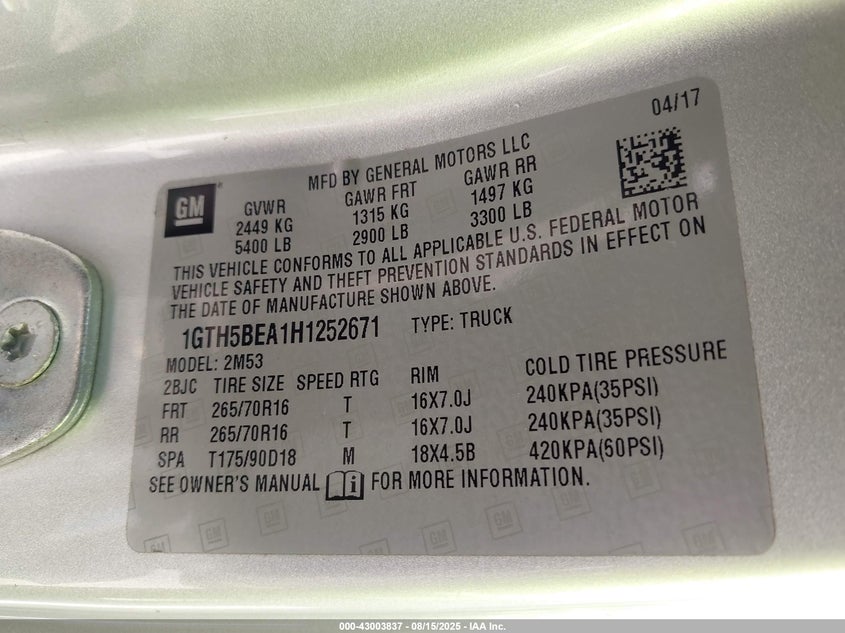 04/17
MFD BY GENERAL MOTORS LLC
GM
GVWR GAWR FRT GAWR RR
2449 KG 1315 KG 1497 KG
5400 LB 2900 LB 3300 LB
THIS VEHICLE CONFORMS TO ALL APPLICABLE U.S. FEDERAL MOTOR
VEHICLE SAFETY AND THEFT PREVENTION STANDARDS IN EFFECT ON
THE DATE OF MANUFACTURE SHOWN ABOVE.
1GTH5BEA1H1252671 TYPE: TRUCK
MODEL: 2M53
2BJC TIRE SIZE SPEED RTG RIM COLD TIRE PRESSURE
FRT 265/70R16 T 16X7.0J 240KPA(35PSI)
RR 265/70R16 T 16X7.0J 240KPA(35PSI)
SPA T175/90D18 M 18X4.5B 420KPA(60PSI)
SEE OWNER'S MANUAL i FOR MORE INFORMATION.
000-43003837 - 08/15/2025 - IAA Inc.